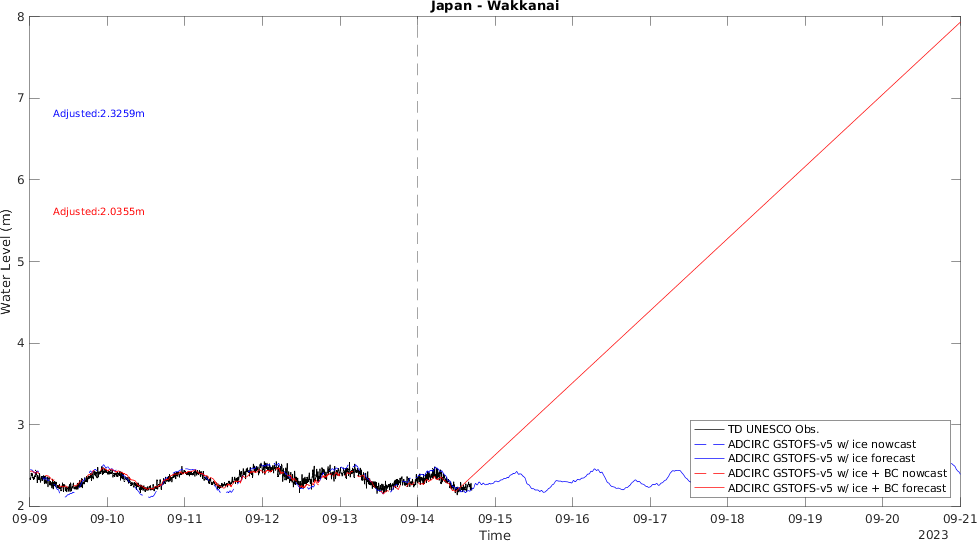 Japan - Wakkanai
8
7
6
5
4
3
2
Water Level (m)
Adjusted:2.3259m
Adjusted:2.0355m
TD UNESCO Obs.
ADCIRC GSTOFS-v5 w/ ice nowcast
ADCIRC GSTOFS-v5 w/ ice forecast
ADCIRC GSTOFS-v5 w/ ice + BC nowcast
ADCIRC GSTOFS-v5 w/ ice + BC forecast
09-09 09-10 09-11 09-12 09-13 09-14 09-15 09-16 09-17 09-18 09-19 09-20 09-21
Time
2023